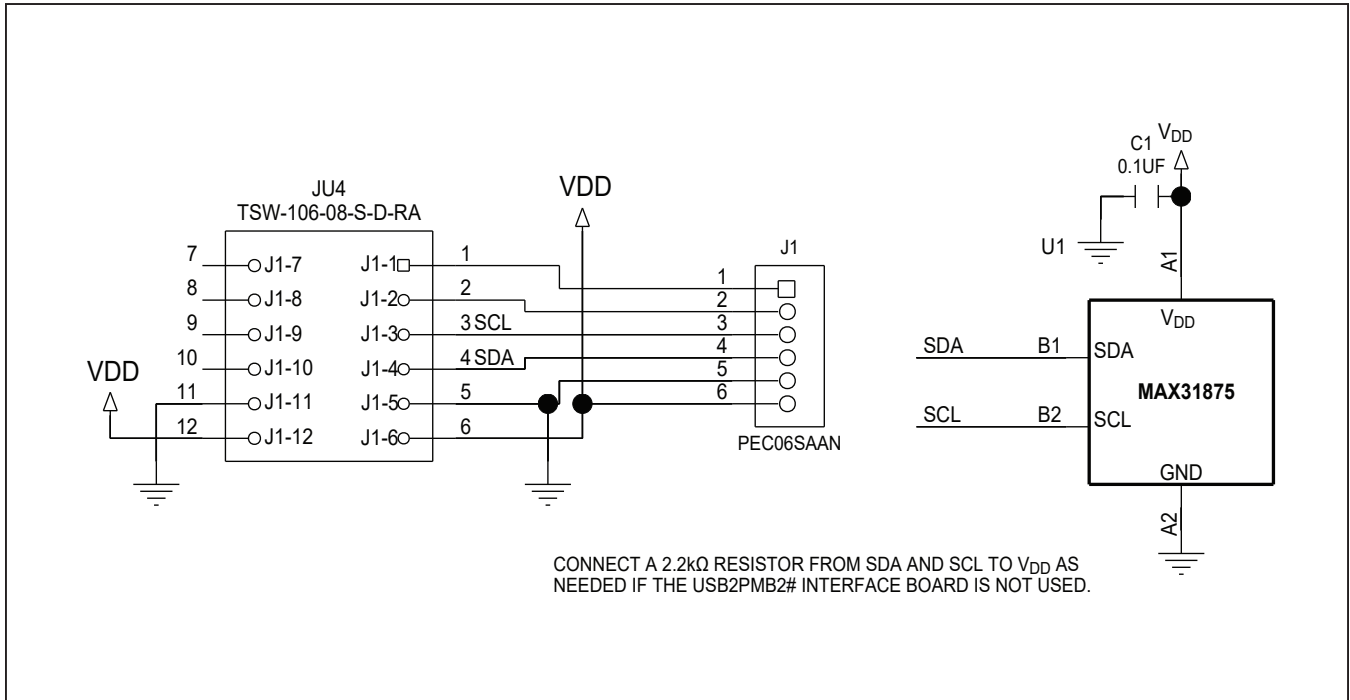 JU4
TSW-106-08-S-D-RA
7 J1-7 J1-1 1
8 J1-8 J1-2 2
9 J1-9 J1-3 3 SCL
10 J1-10 J1-4 4 SDA
11 J1-11 J1-5 5
12 J1-12 J1-6 6
VDD
VDD
J1
1
2
3
4
5
6
PEC06SAAN
C1
0.1UF
VDD
U1
A1
VDD
SDA B1 SDA
MAX31875
SCL B2 SCL
GND
A2
CONNECT A 2.2kΩ RESISTOR FROM SDA AND SCL TO VDD AS
NEEDED IF THE USB2PMB2# INTERFACE BOARD IS NOT USED.